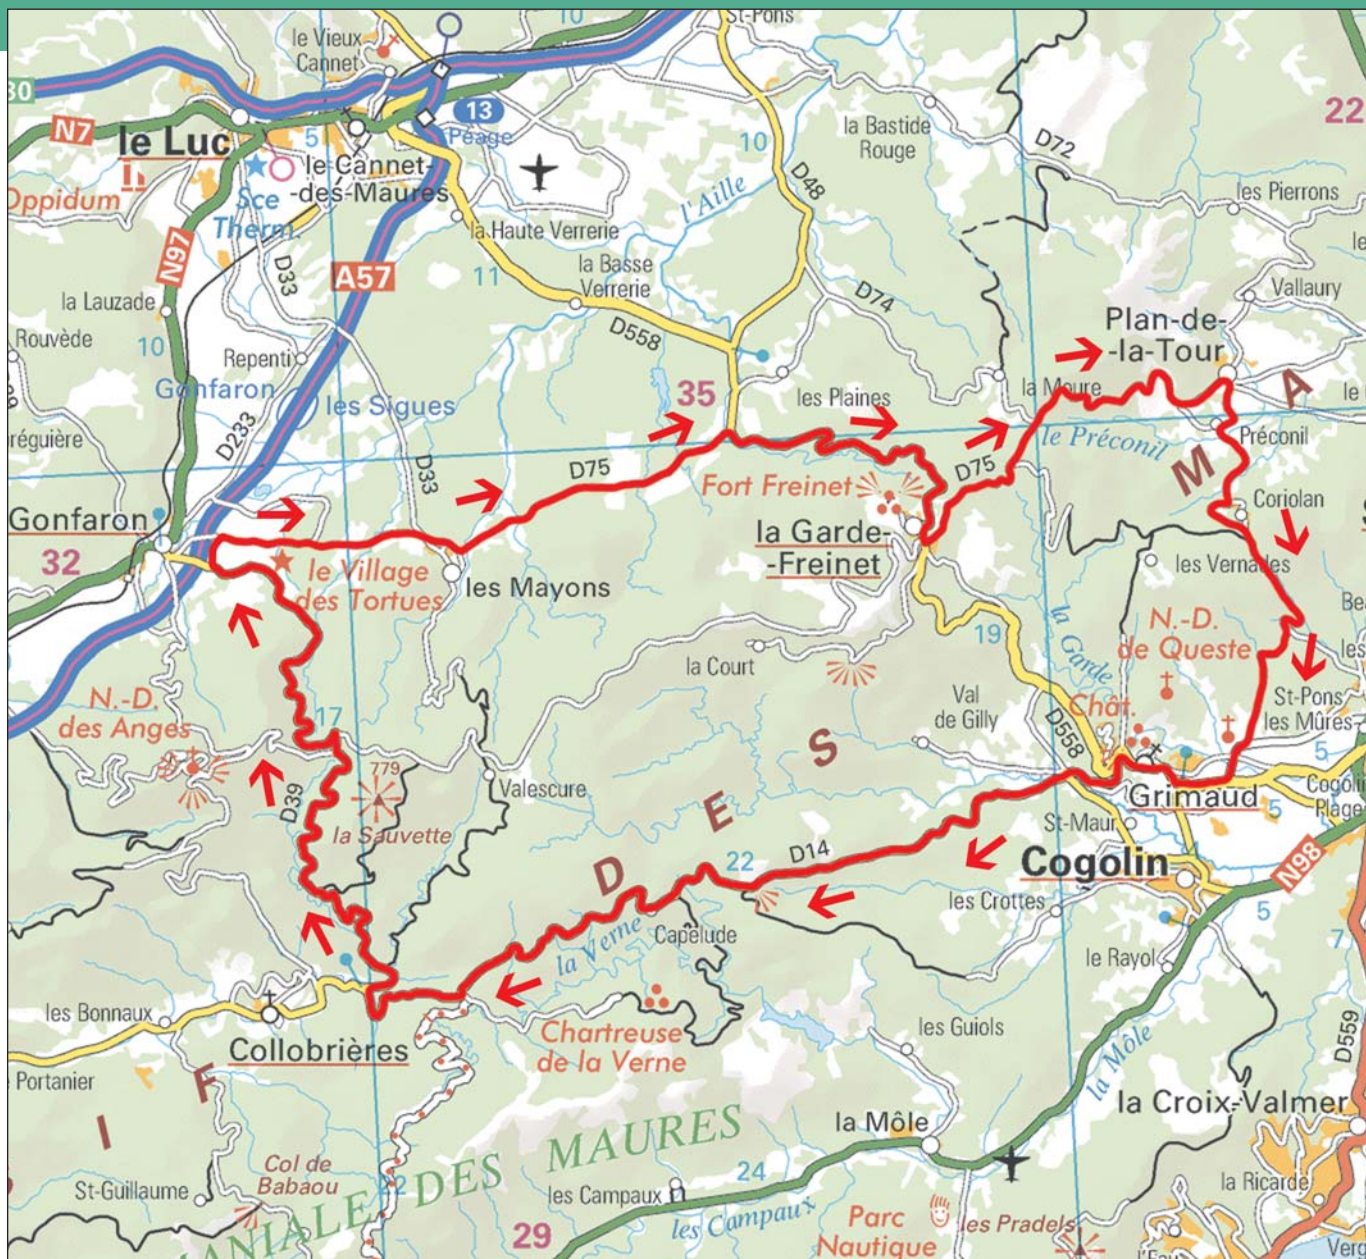 10
St-Pons
le Vieux
Cannet
30
13
Péage
22
N7
le Luc
5
10
la Bastide
Rouge
D72
le Cannet-
-des-Maures
Oppidum
Sce
Therm.
D48
l'Aille
les Pierrons
la Haute Verrerie
N97
D33
A57
11
la Basse
Verrerie
D74
Vallaury
la Lauzade
D558
Plan-de-
-la-Tour
Rouvède
10
Repenti
Gonfaron
les Sigues
35
les Plaines
la Moure
A
le Préconil
Préconil
D233
D33
D75
Fort Freinet
D75
M
Coriolan
Gonfaron
32
la Garde-
-Freinet
le Village
des Tortues
les Mayons
les Vernades
N.-D.
de Queste
19
la Garde
la Court
N.-D.
des Anges
17
Val
de Gilly
Chât.
St-Pons
les Mûres
S
D558
5
779
Valescure
Grimaud
Cogolin
Plage
D39
la Sauvette
E
St-Maur
5
D
22
D14
Cogolin
N98
les Crottes
5
la Verne
Capelude
le Rayol
7
les Bonnaux
Collobrières
Chartreuse
de la Verne
les Guiols
la Môle
D559
Portanier
F
la Môle
la Croix-Valmer
I
MAURES
Col de
Babaou
DES
24
St-Guillaume
les Campaux
la Ricarde
les Campaux
Parc
Nautique
les Pradels
29